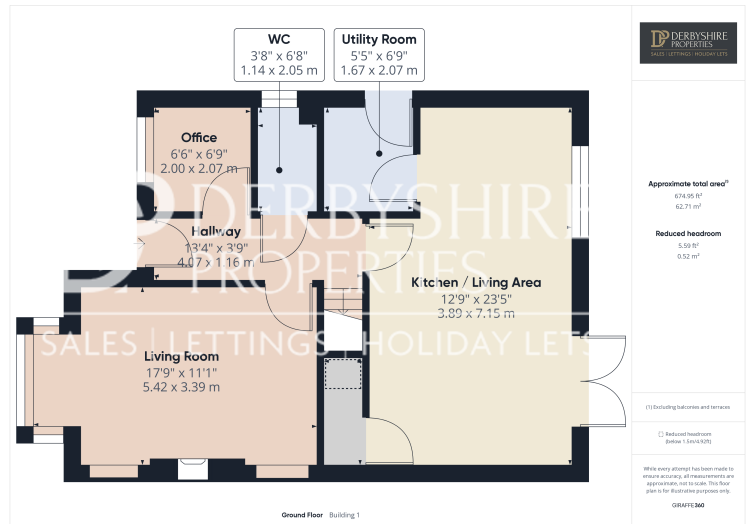 WC
3'8" x 6'8"
1.14 x 2.05 m
Utility Room
5'5" x 6'9"
1.67 x 2.07 m
Office
6'6" x 6'9"
2.00 x 2.07 m
Hallway
13'4" x 3'9"
4.07 x 1.16 m
Kitchen / Living Area
12'9" x 23'5"
3.89 x 7.15 m
Living Room
17'9" x 11'1"
5.42 x 3.39 m
DERBYSHIRE
PROPERTIES
SALES | LETTINGS | HOLIDAY LETS
Ground Floor Building 1
DERBYSHIRE
PROPERTIES
SALES | LETTINGS | HOLIDAY LETS
Approximate total area(1)
674.95 ft²
62.71 m²
Reduced headroom
5.59 ft²
0.52 m²
(1) Excluding balconies and terraces
Reduced headroom
(below 1.5m/4.92ft)
While every attempt has been made to
ensure accuracy, all measurements are
approximate, not to scale. This floor
plan is for illustrative purposes only.
GIRAFFE360